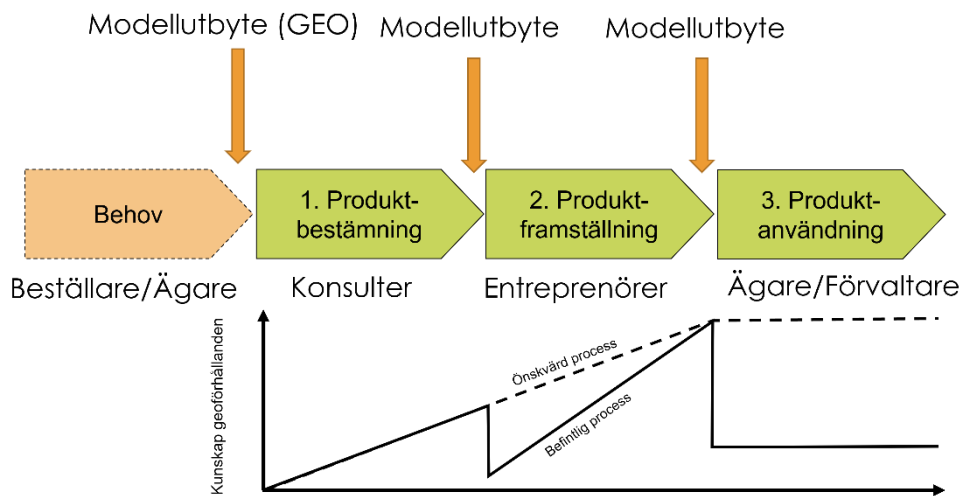 Modellutbyte (GEO)
Modellutbyte
Modellutbyte
Behov
1. Produkt-
bestämning
2. Produkt-
framställning
3. Produkt-
användning
Beställare/Ägare
Konsulter
Entreprenörer
Ägare/Förvaltare
Kunskap geoförhållanden
Önskvärd process
Befintlig process